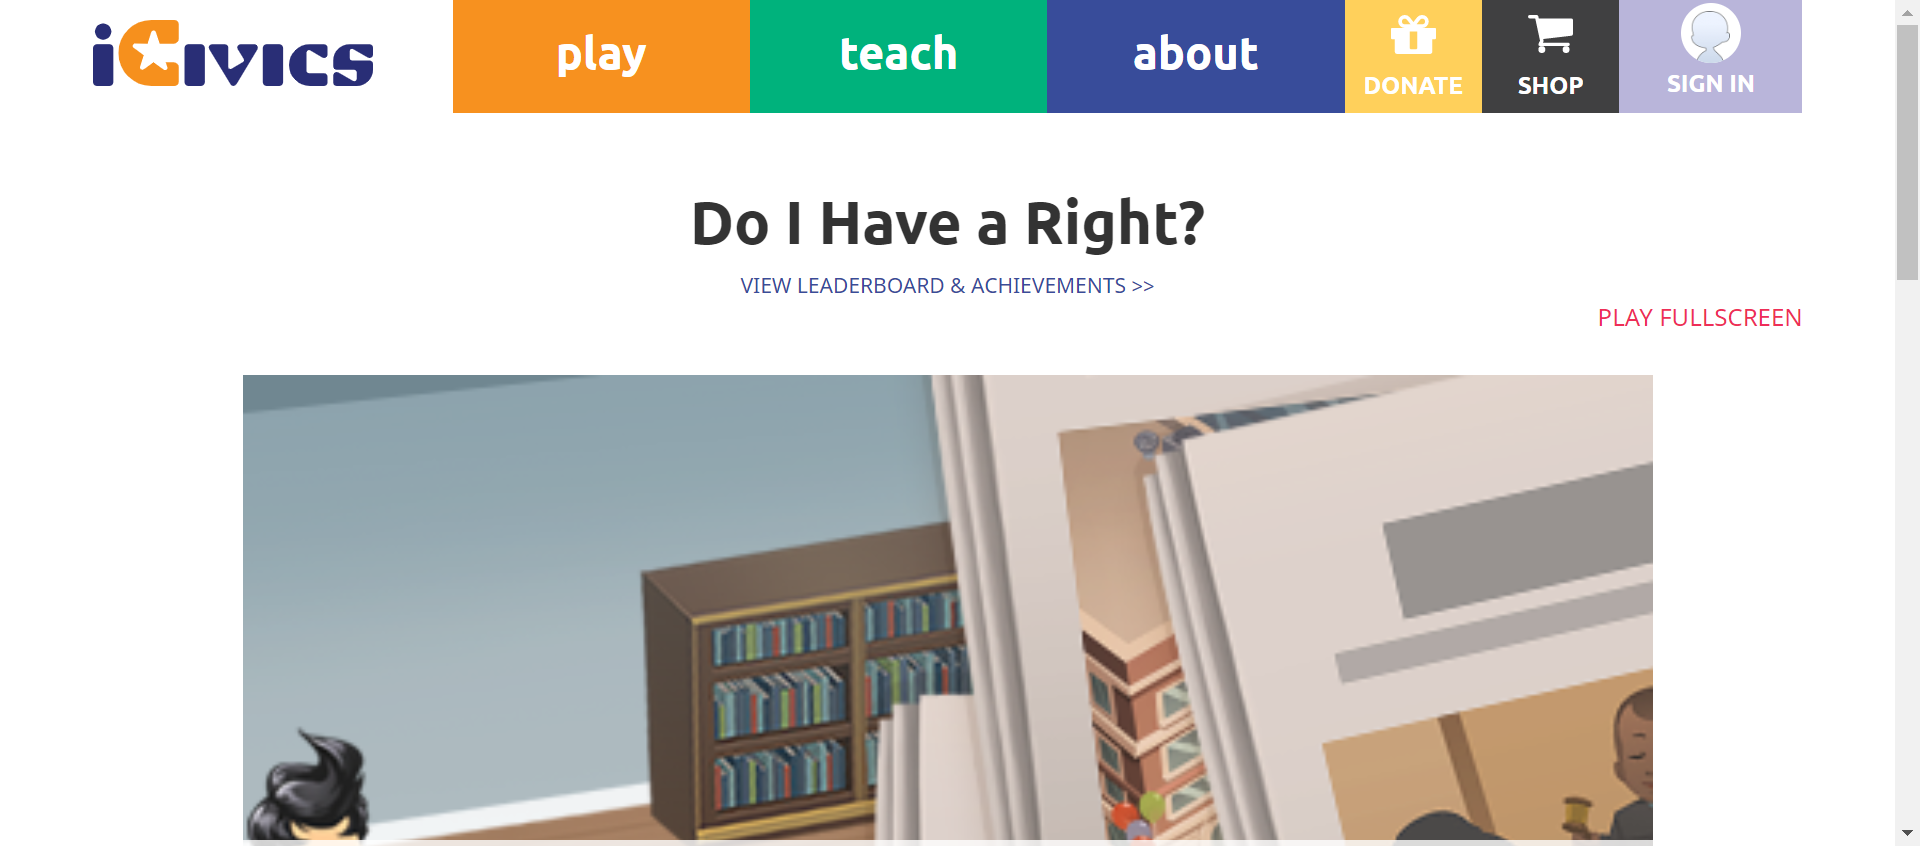 iCivics
play
teach
about
DONATE
SHOP
SIGN IN
Do I Have a Right?
VIEW LEADERBOARD & ACHIEVEMENTS >>
PLAY FULLSCREEN